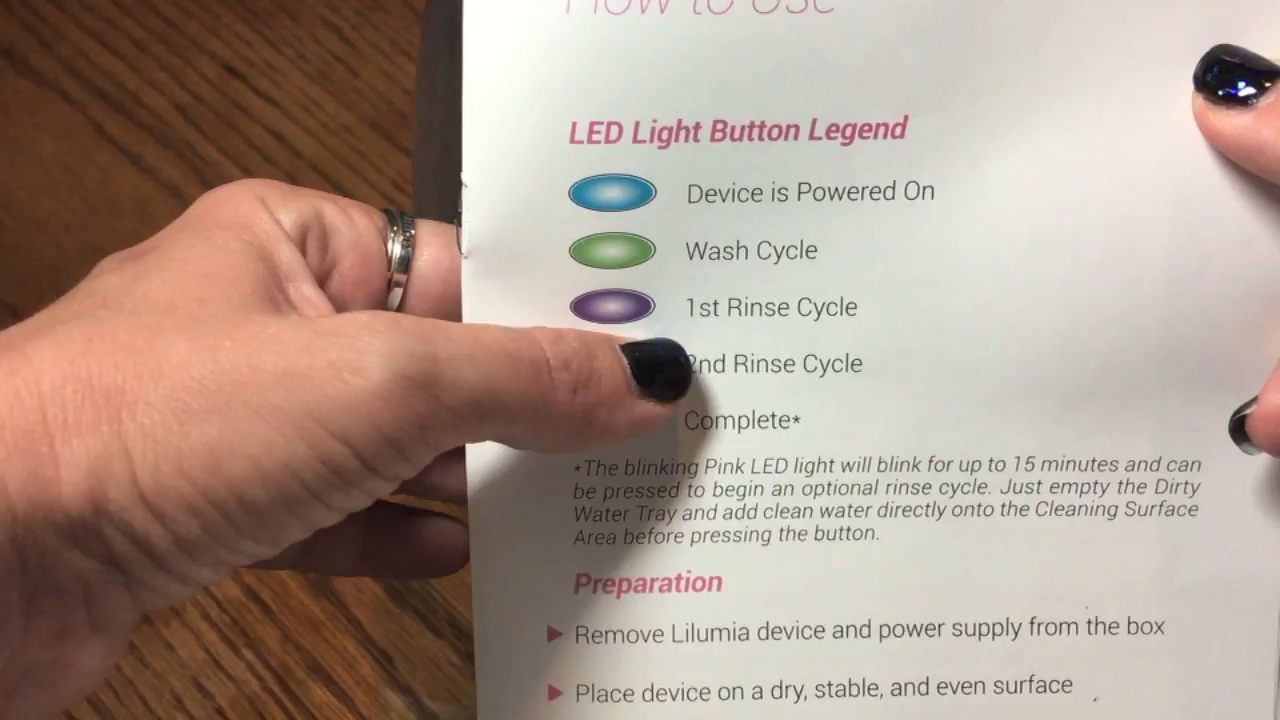 How to Use
LED Light Button Legend
Device is Powered On
Wash Cycle
1st Rinse Cycle
2nd Rinse Cycle
Complete*
*The blinking Pink LED light will blink for up to 15 minutes and can
be pressed to begin an optional rinse cycle. Just empty the Dirty
Water Tray and add clean water directly onto the Cleaning Surface
Area before pressing the button.
Preparation
Remove Lilumia device and power supply from the box
Place device on a dry, stable, and even surface